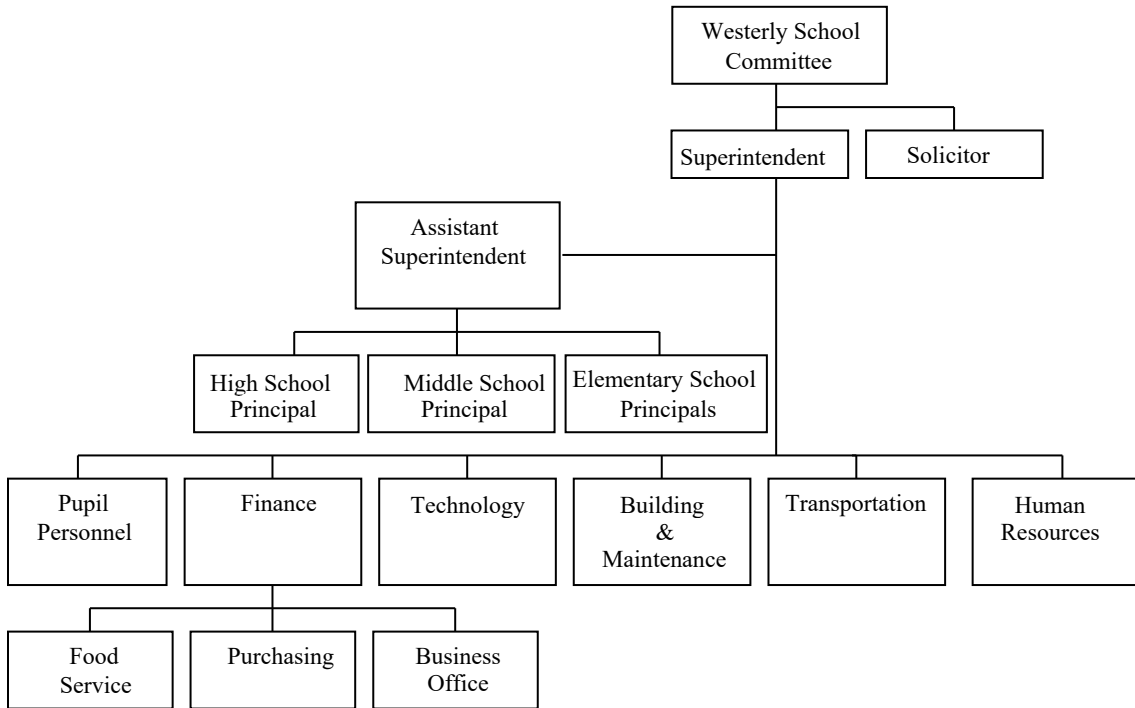 Westerly School
Committee
Superintendent
Solicitor
Assistant
Superintendent
High School
Principal
Middle School
Principal
Elementary School
Principals
Pupil
Personnel
Finance
Technology
Building
&
Maintenance
Transportation
Human
Resources
Food
Service
Purchasing
Business
Office